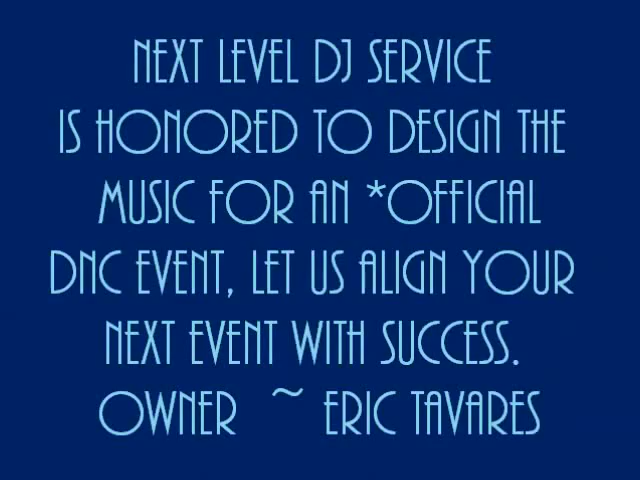 NEXT LEVEL DJ SERVICE
IS HONORED TO DESIGN THE
MUSIC FOR AN *OFFICIAL
DNC EVENT, LET US ALIGN YOUR
NEXT EVENT WITH SUCCESS.
OWNER ~ ERIC TAVARES